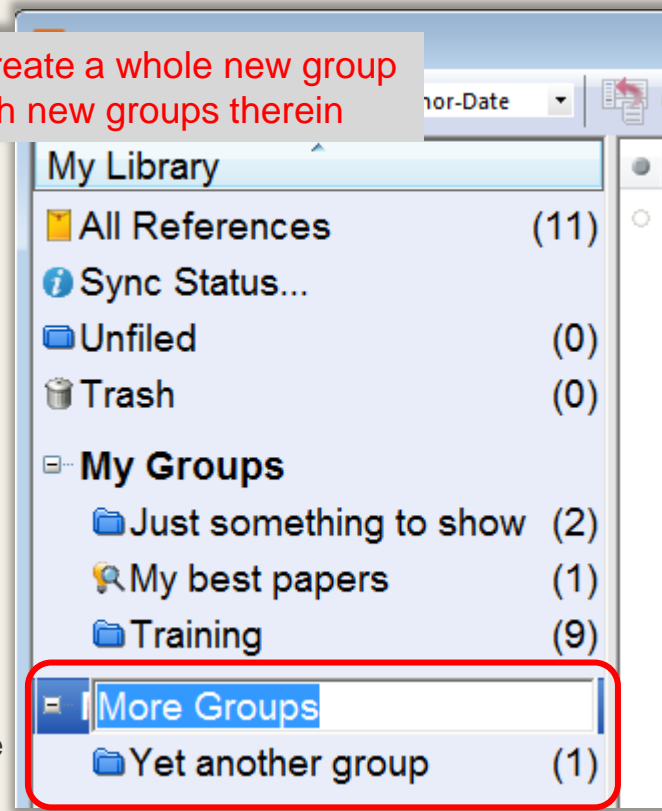 reate a whole new group
h new groups therein
nor-Date
My Library
All References (11)
Sync Status...
Unfiled (0)
Trash (0)
My Groups
Just something to show (2)
My best papers (1)
Training (9)
More Groups
Yet another group (1)